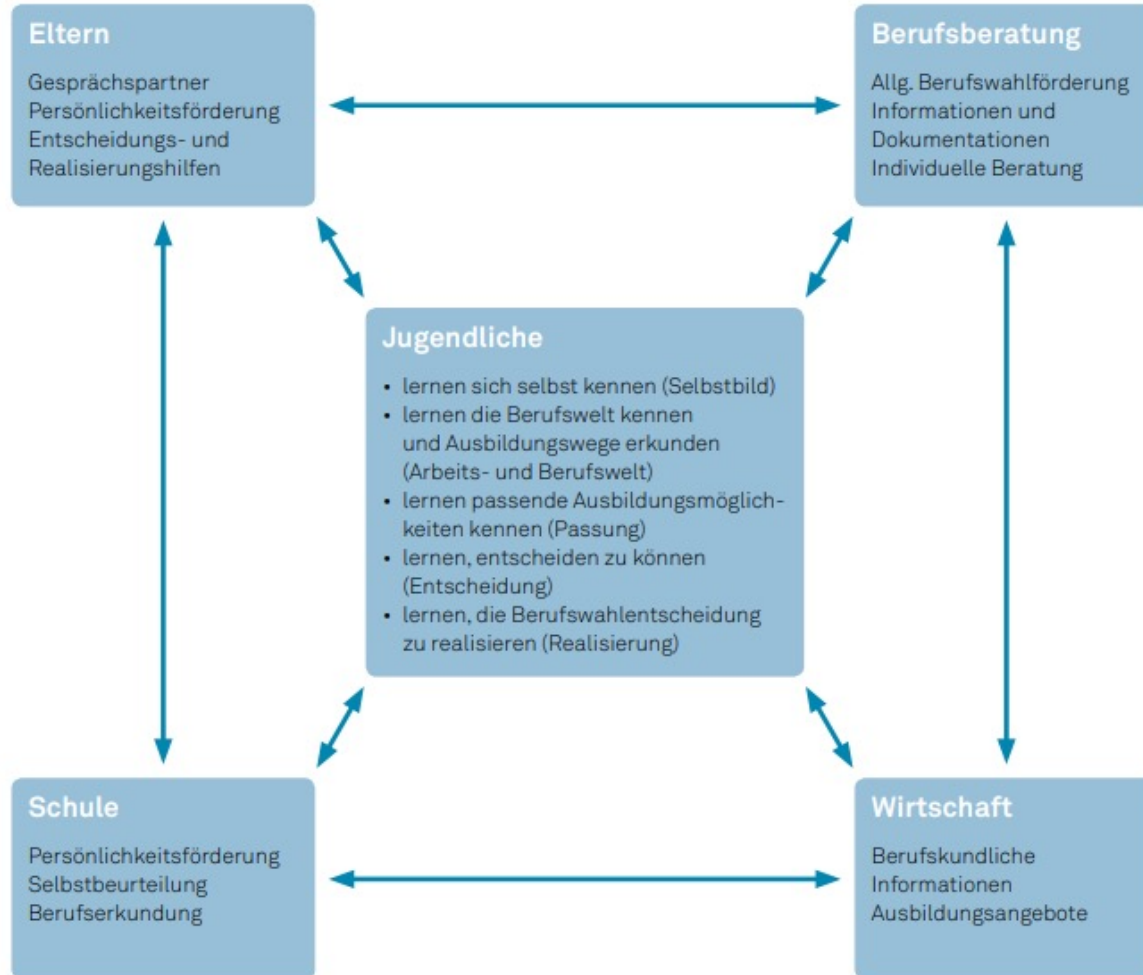 Eltern
Gesprächspartner
Persönlichkeitsförderung
Entscheidungs- und
Realisierungshilfen
Berufsberatung
Allg. Berufswahlförderung
Informationen und
Dokumentationen
Individuelle Beratung
Jugendliche
• lernen sich selbst kennen (Selbstbild)
• lernen die Berufswelt kennen
und Ausbildungswege erkunden
(Arbeits- und Berufswelt)
• lernen passende Ausbildungsmöglich-
keiten kennen (Passung)
• lernen, entscheiden zu können
(Entscheidung)
• lernen, die Berufswahlentscheidung
zu realisieren (Realisierung)
Schule
Persönlichkeitsförderung
Selbstbeurteilung
Berufserkundung
Wirtschaft
Berufskundliche
Informationen
Ausbildungsangebote